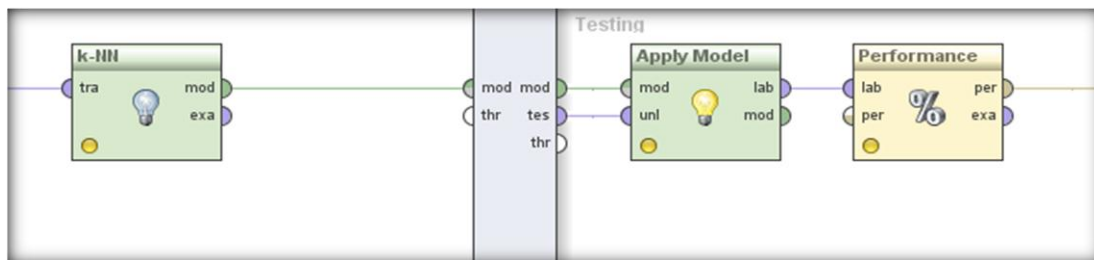 Testing
k-NN
tra mod
exa
mod mod
thr tes
thr
Apply Model
mod lab
unl mod
Performance
lab per
per exa
%